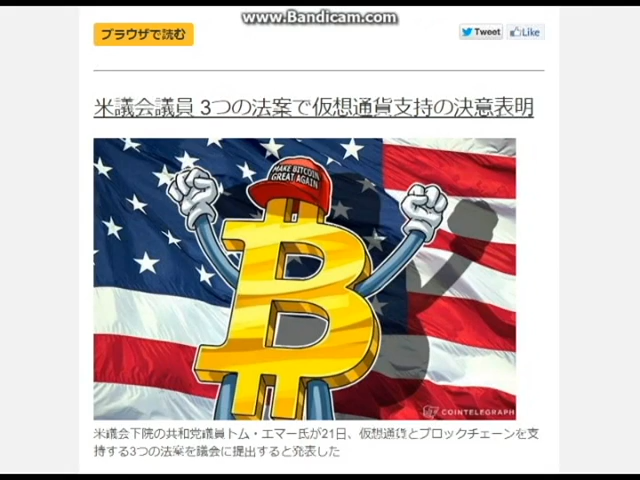 www.Bandicam.com
ブラウザで読む
Tweet
Like
米議会議員 3つの法案で仮想通貨支持の決意表明
MAKE BITCOIN
GREAT AGAIN
COINTELEGRAPH
米議会下院の共和党議員トム・エマー氏が21日、仮想通貨とブロックチェーンを支
持する3つの法案を議会に提出すると発表した